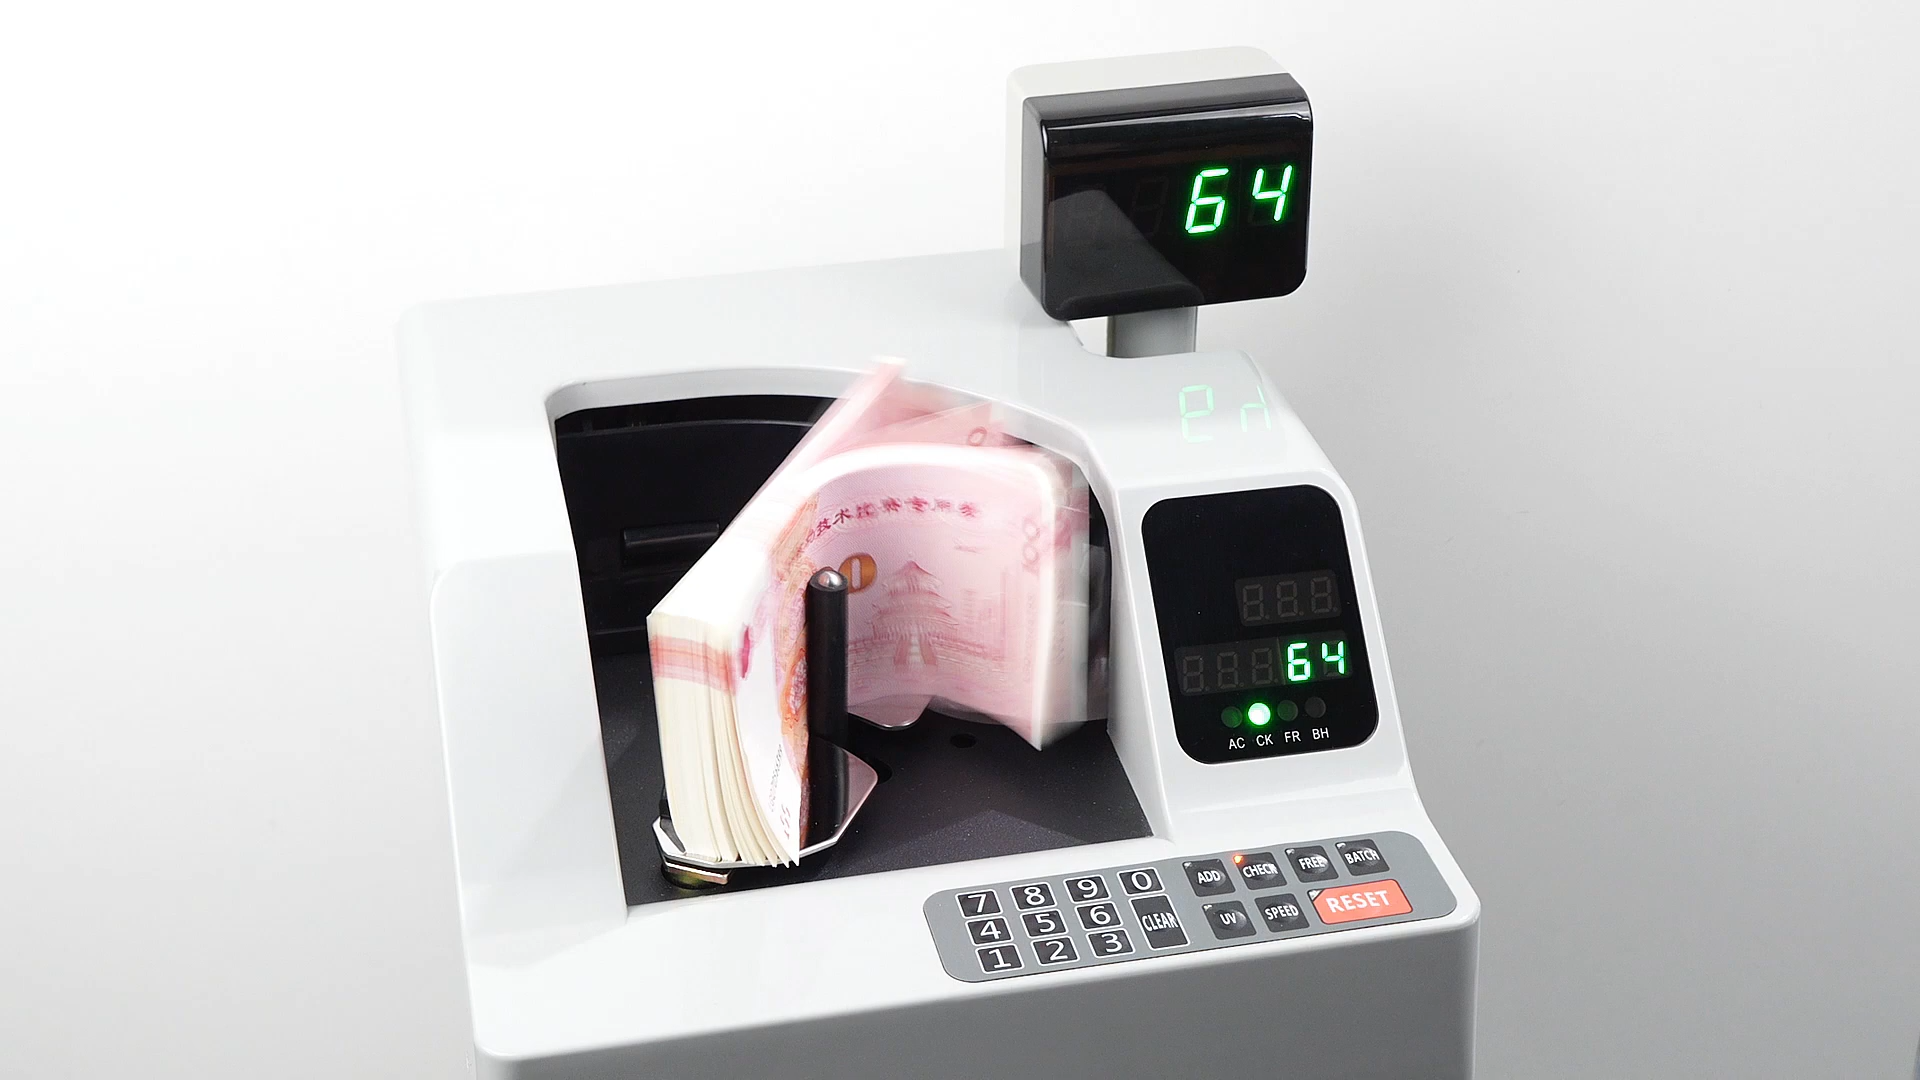 64
64
AC CK FR BH
7 8 9 0 ADD CHECK FREE BATCH
4 5 6 CLEAR UV SPEED RESET
1 2 3
100